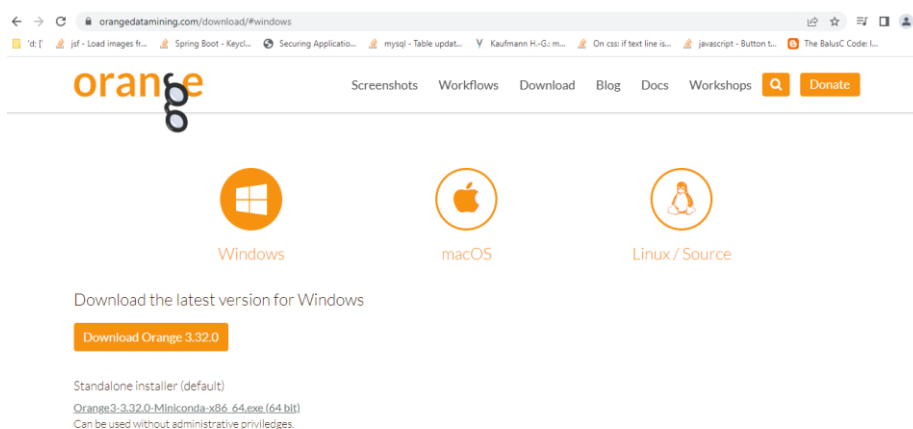 orangedatamining.com/download/#windows
'd: ['
jsf - Load images fr...
Spring Boot - Keycl...
Securing Applicatio...
mysql - Table updat...
Kaufmann H.-G.: m...
On css: if text line is...
javascript - Button t...
The BalusC Code: I...
orange
Screenshots Workflows Download Blog Docs Workshops Donate
Windows macOS Linux / Source
Download the latest version for Windows
Download Orange 3.32.0
Standalone installer (default)
Orange3-3.32.0-Miniconda-x86_64.exe (64 bit)
Can be used without administrative priviledges.